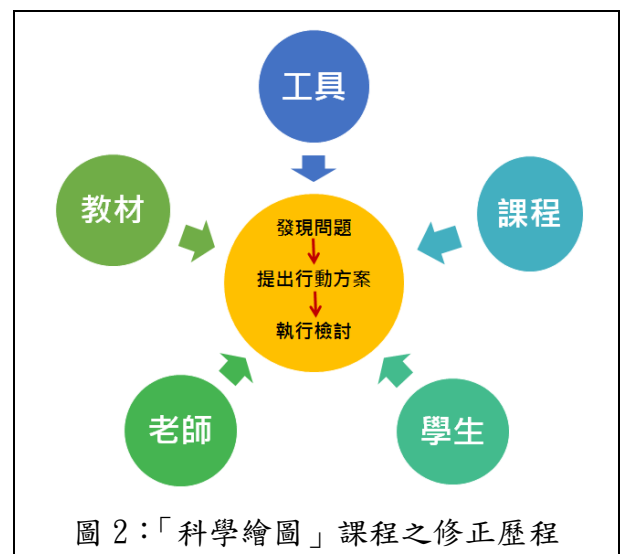 工具
教材
課程
發現問題
提出行動方案
執行檢討
老師
學生
圖 2：「科學繪圖」課程之修正歷程